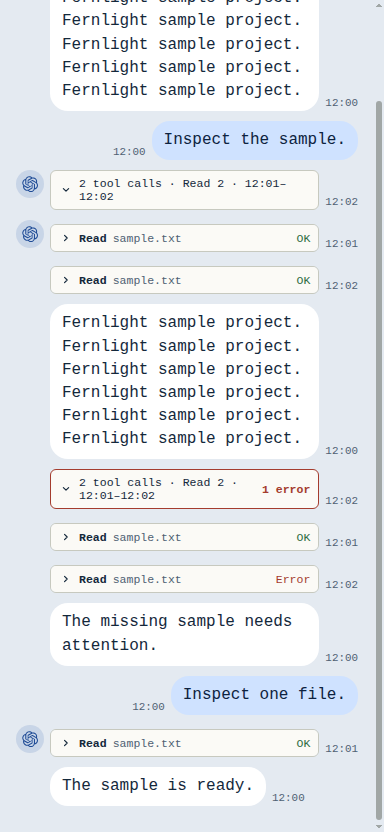 Fernlight sample project.
Fernlight sample project.
Fernlight sample project.
Fernlight sample project.
12:00
Inspect the sample.
12:00
2 tool calls · Read 2 · 12:01–
12:02
12:02
Read sample.txt OK
12:01
Read sample.txt OK
12:02
Fernlight sample project.
Fernlight sample project.
Fernlight sample project.
Fernlight sample project.
Fernlight sample project.
Fernlight sample project.
12:00
2 tool calls · Read 2 ·
12:01–12:02
1 error
12:02
Read sample.txt OK
12:01
Read sample.txt Error
12:02
The missing sample needs
attention.
12:00
Inspect one file.
12:00
Read sample.txt OK
12:01
The sample is ready.
12:00